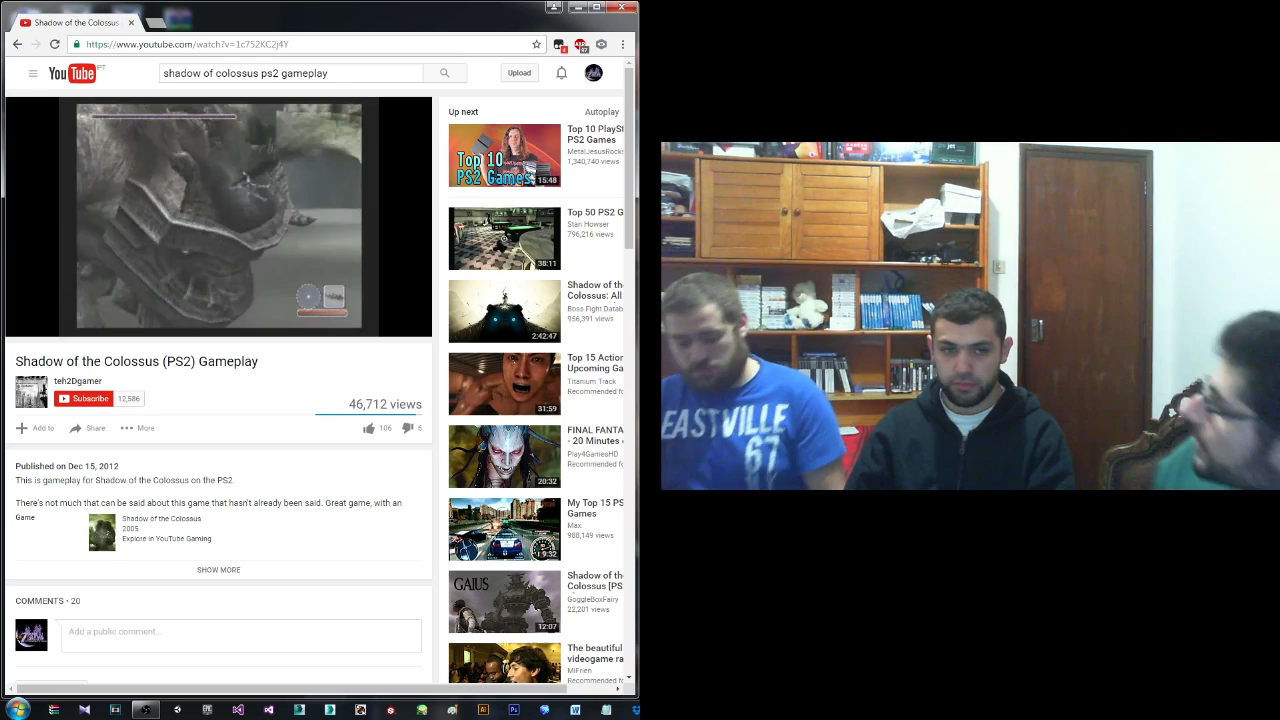 Shadow of the Colossus
https://www.youtube.com/watch?v=1c752KC2j4Y
YouTube PT
shadow of colossus ps2 gameplay
Upload
Shadow of the Colossus (PS2) Gameplay
teh2Dgamer
Subscribe 12,586
46,712 views
Add to Share More
106 6
Published on Dec 15, 2012
This is gameplay for Shadow of the Colossus on the PS2.
There's not much that can be said about this game that hasn't already been said. Great game, with an
Game
Shadow of the Colossus
2005
Explore in YouTube Gaming
SHOW MORE
COMMENTS • 20
Add a public comment...
Up next Autoplay
Top 10
PS2 Games
15:48
Top 10 PlaySt
PS2 Games
MetalJesusRocks
1,340,740 views
38:11
Top 50 PS2 G
Stan Howser
796,216 views
2:42:47
Shadow of the
Colossus: All
Boss Fight Datab
956,391 views
31:59
Top 15 Action
Upcoming Ga
Titanium Track
Recommended fo
20:32
FINAL FANTA
- 20 Minutes o
Play4GamesHD
Recommended fo
19:32
My Top 15 PS
Games
Max
988,149 views
GAIUS
12:07
Shadow of the
Colossus [PS
GoggleBoxFairy
22,201 views
The beautiful
videogame ra
MiFrien
Recommended fo
jet
EASTVILLE
67